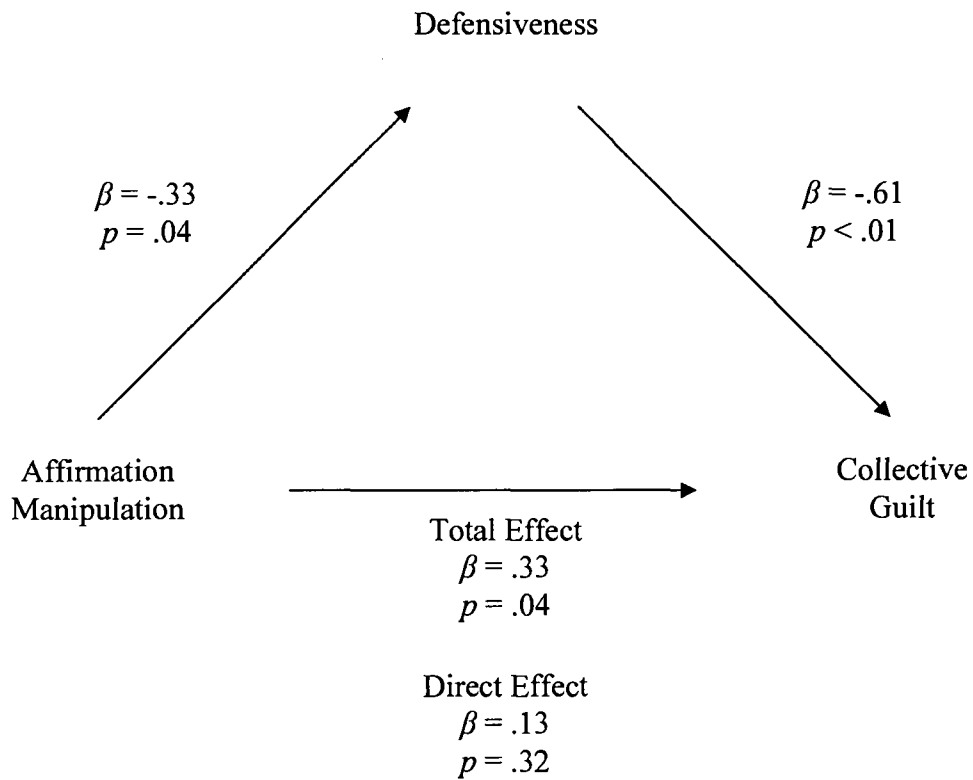 Defensiveness
β = -.33
p = .04
β = -.61
p < .01
Affirmation
Manipulation
Collective
Guilt
Total Effect
β = .33
p = .04
Direct Effect
β = .13
p = .32